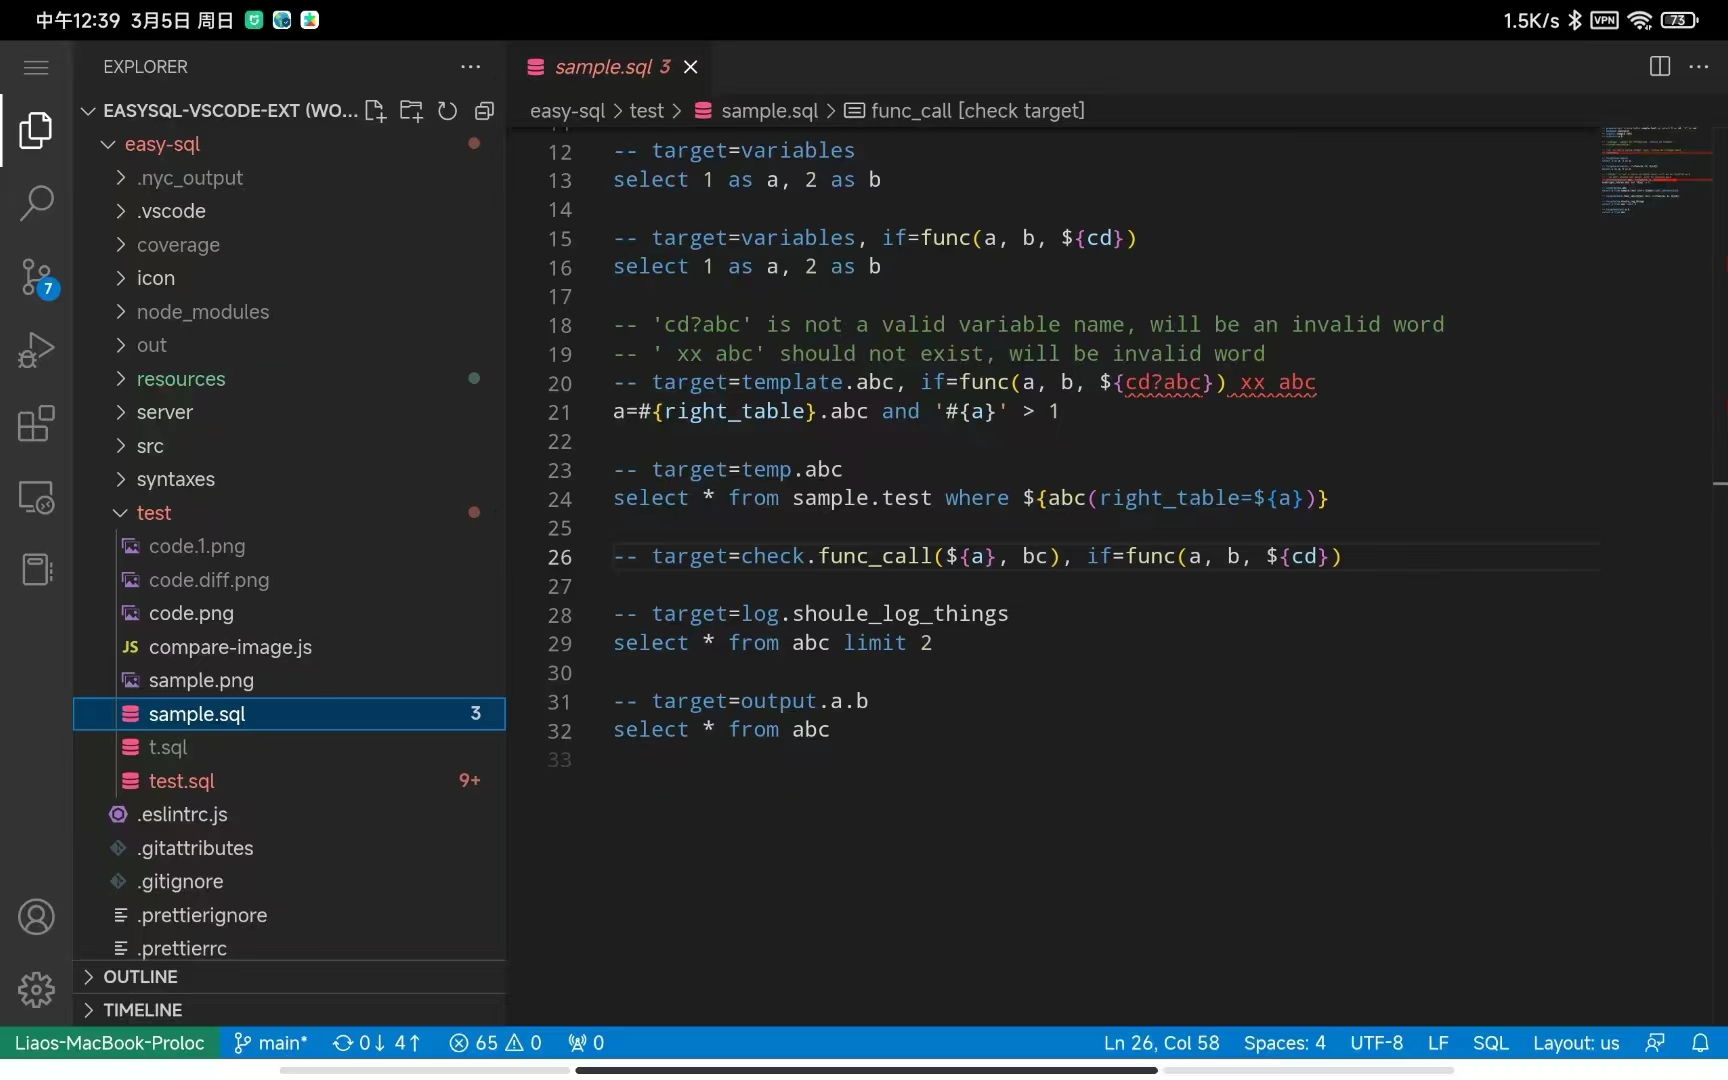 中午12:39 3月5日 周日
1.5K/s VPN 73
EXPLORER
EASYSQL-VSCODE-EXT (WO...
easy-sql
.nyc_output
.vscode
coverage
icon
node_modules
out
resources
server
src
syntaxes
test
code.1.png
code.diff.png
code.png
JS compare-image.js
sample.png
sample.sql 3
t.sql
test.sql 9+
.eslintrc.js
.gitattributes
.gitignore
.prettierignore
.prettierrc
OUTLINE
TIMELINE
7
sample.sql 3
easy-sql > test > sample.sql > func_call [check target]
12 -- target=variables
13 select 1 as a, 2 as b
14
15 -- target=variables, if=func(a, b, ${cd})
16 select 1 as a, 2 as b
17
18 -- 'cd?abc' is not a valid variable name, will be an invalid word
19 -- ' xx abc' should not exist, will be invalid word
20 -- target=template.abc, if=func(a, b, ${cd?abc}) xx abc
21 a=#{right_table}.abc and '#{a}' > 1
22
23 -- target=temp.abc
24 select * from sample.test where ${abc(right_table=${a})}
25
26 -- target=check.func_call(${a}, bc), if=func(a, b, ${cd})
27
28 -- target=log.shoule_log_things
29 select * from abc limit 2
30
31 -- target=output.a.b
32 select * from abc
33
Liaos-MacBook-Proloc main* 0↓ 4↑ 65 0 0 Ln 26, Col 58 Spaces: 4 UTF-8 LF SQL Layout: us